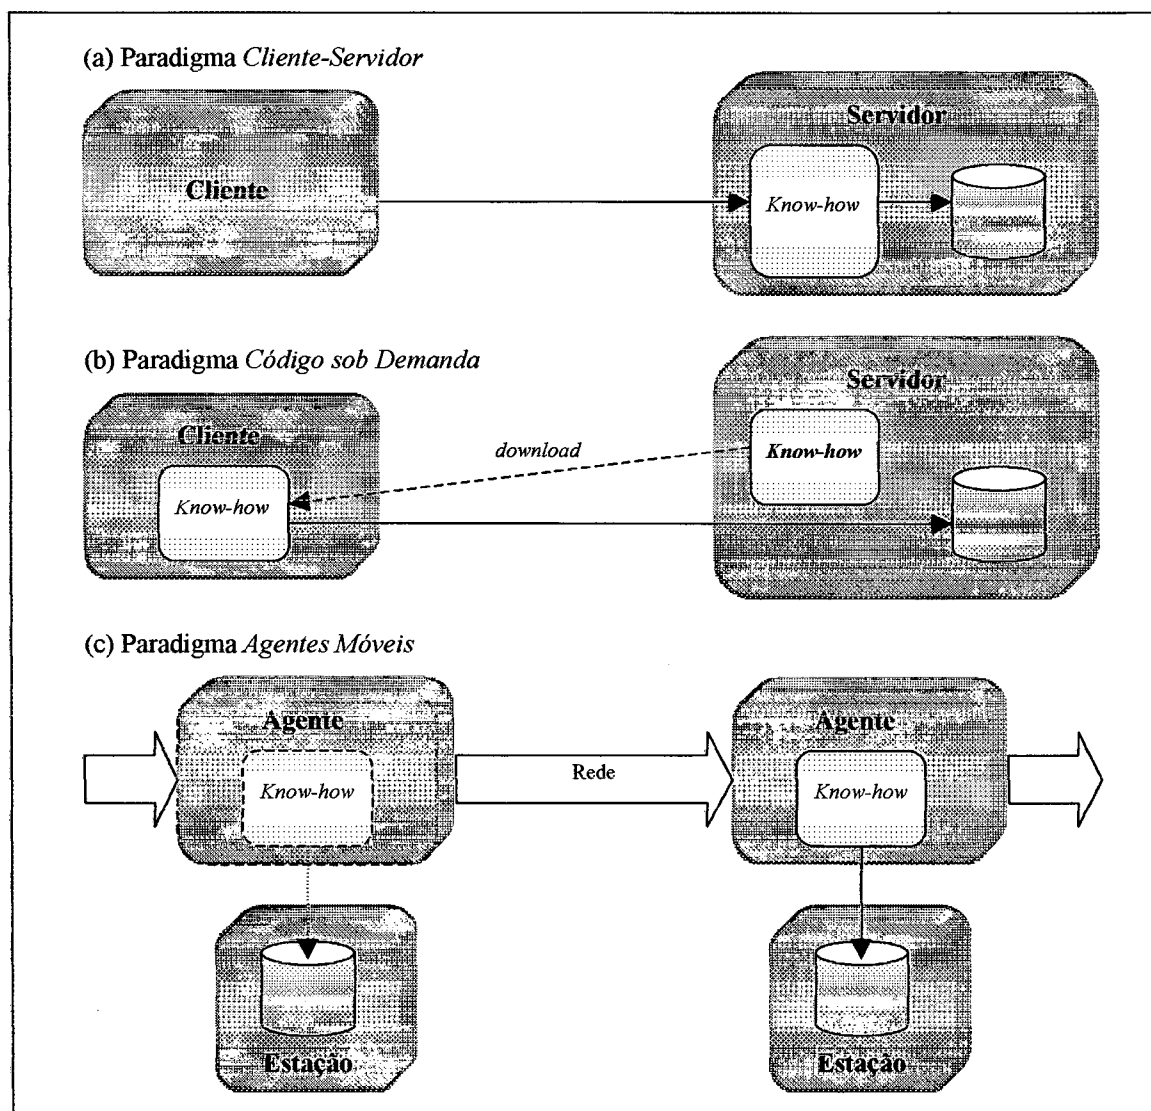 (a) Paradigma Cliente-Servidor
Servidor
Cliente
Know-how
(b) Paradigma Código sob Demanda
Servidor
Cliente
download
Know-how
Know-how
(c) Paradigma Agentes Móveis
Agente
Agente
Rede
Know-how
Know-how
Estação
Estação